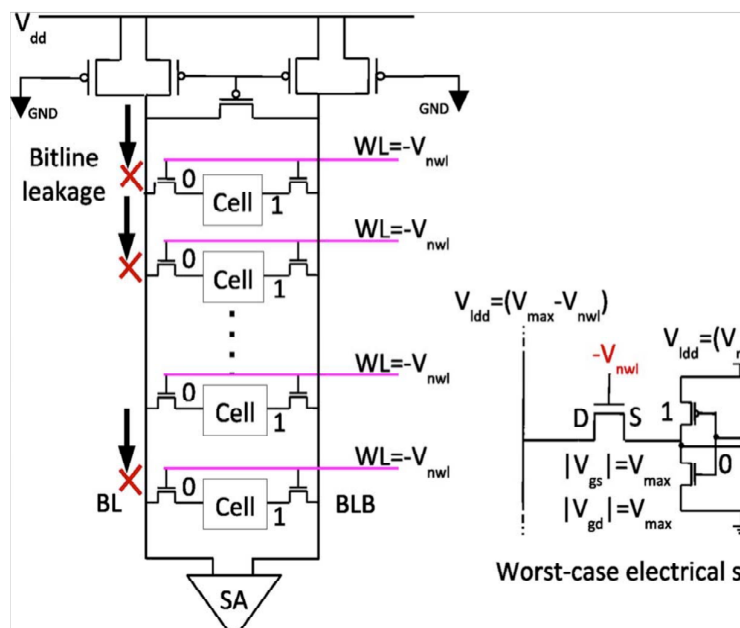 Vdd
GND
GND
Bitline
leakage
WL=-Vnwl
0
Cell
1
WL=-Vnwl
0
Cell
1
WL=-Vnwl
0
Cell
1
WL=-Vnwl
0
Cell
1
BL
BLB
SA
Vldd=(Vmax-Vnwl)
Vldd=(V
-Vnwl
D S
1
0
|Vgs|=Vmax
|Vgd|=Vmax
Worst-case electrical s